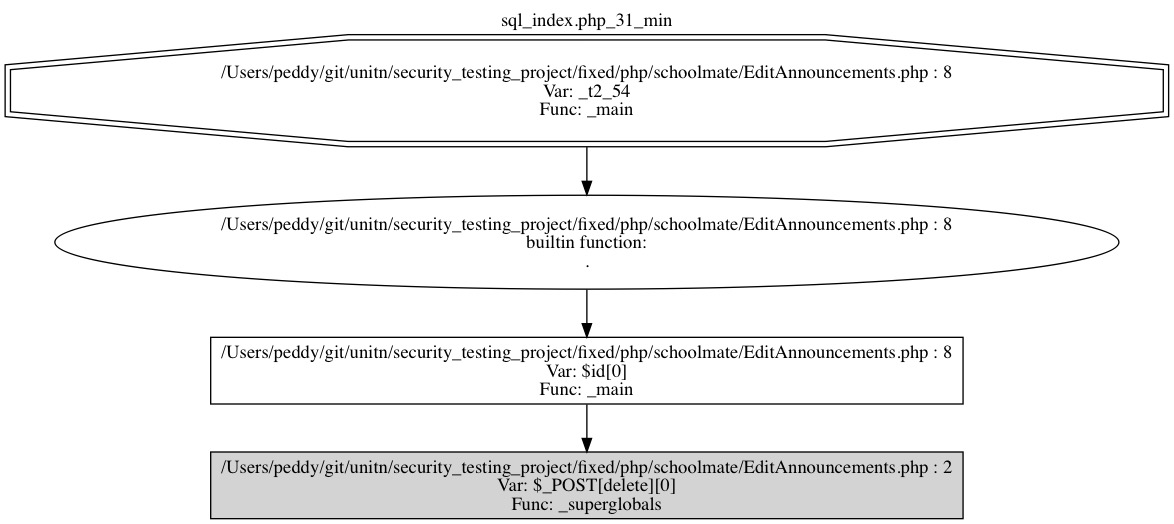 sql_index.php_31_min
/Users/peddy/git/unitn/security_testing_project/fixed/php/schoolmate/EditAnnouncements.php : 8
Var: _t2_54
Func: _main
/Users/peddy/git/unitn/security_testing_project/fixed/php/schoolmate/EditAnnouncements.php : 8
builtin function:
.
/Users/peddy/git/unitn/security_testing_project/fixed/php/schoolmate/EditAnnouncements.php : 8
Var: $id[0]
Func: _main
/Users/peddy/git/unitn/security_testing_project/fixed/php/schoolmate/EditAnnouncements.php : 2
Var: $_POST[delete][0]
Func: _superglobals